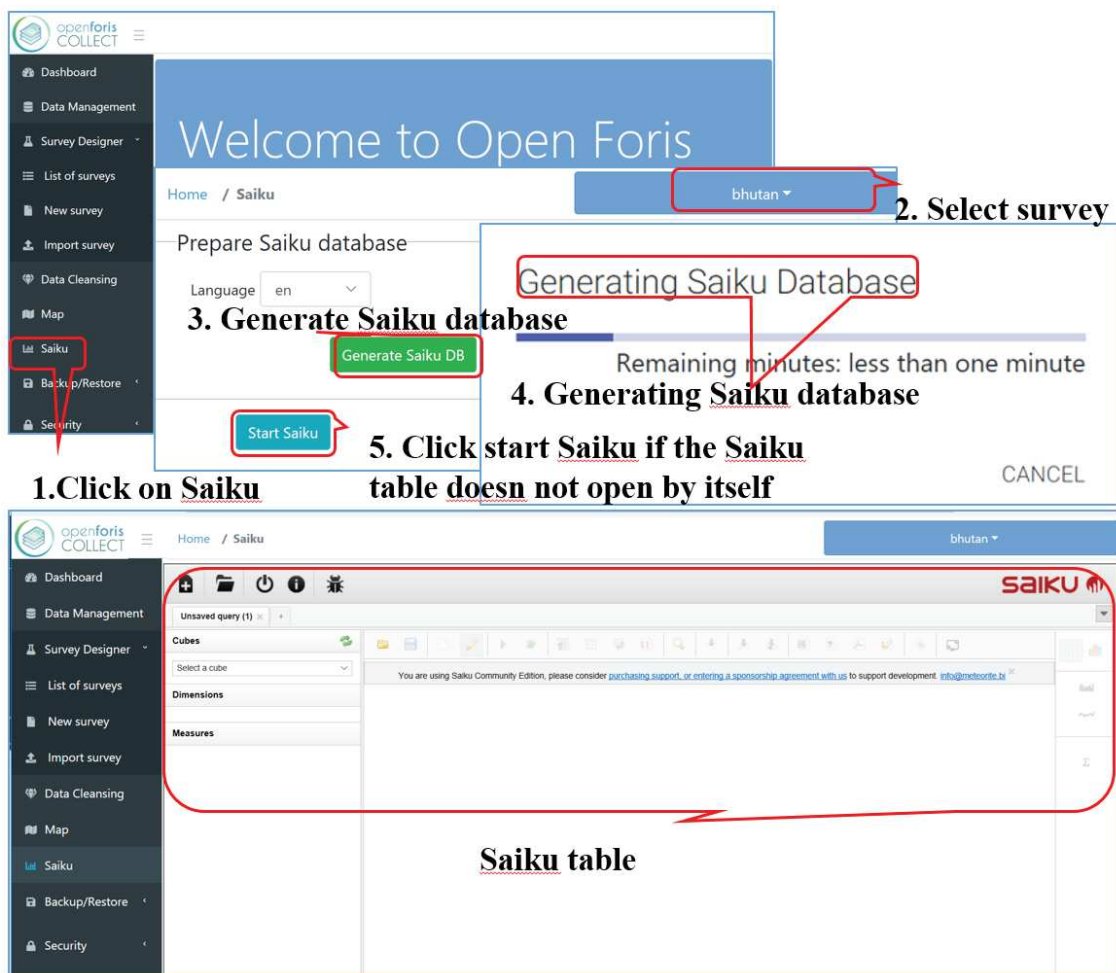 openforis
COLLECT
Dashboard
Data Management
Survey Designer
List of surveys
New survey
Import survey
Data Cleansing
Map
Saiku
Backup/Restore
Security
Welcome to Open Foris
Home / Saiku
bhutan
2. Select survey
Prepare Saiku database
Language en
3. Generate Saiku database
Generate Saiku DB
Generating Saiku Database
Remaining minutes: less than one minute
4. Generating Saiku database
CANCEL
Start Saiku
5. Click start Saiku if the Saiku
table doesn not open by itself
1.Click on Saiku
openforis
COLLECT
Home / Saiku
bhutan
Dashboard
Data Management
Survey Designer
List of surveys
New survey
Import survey
Data Cleansing
Map
Saiku
Backup/Restore
Security
saiku
Unsaved query (1) x +
Cubes
Select a cube
Dimensions
Measures
You are using Saiku Community Edition, please consider purchasing support, or entering a sponsorship agreement with us to support development. info@meteorite.bi
Σ
Saiku table